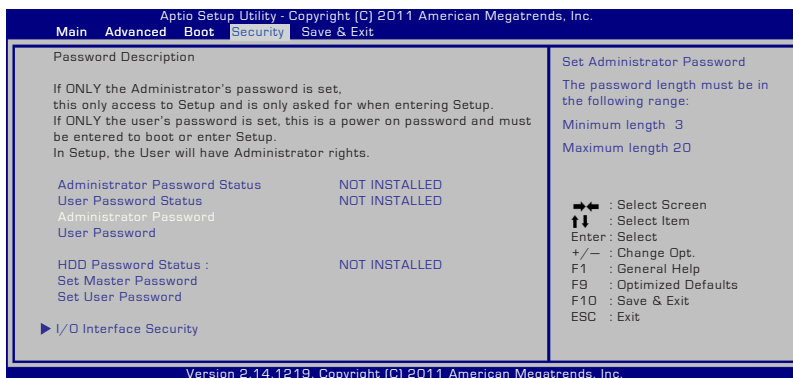 Aptio Setup Utility - Copyright (C) 2011 American Megatrends, Inc.
Main Advanced Boot Security Save & Exit
Password Description
If ONLY the Administrator's password is set,
this only access to Setup and is only asked for when entering Setup.
If ONLY the user's password is set, this is a power on password and must
be entered to boot or enter Setup.
In Setup, the User will have Administrator rights.
Administrator Password Status NOT INSTALLED
User Password Status NOT INSTALLED
Administrator Password
User Password
HDD Password Status : NOT INSTALLED
Set Master Password
Set User Password
I/O Interface Security
Set Administrator Password
The password length must be in
the following range:
Minimum length 3
Maximum length 20
: Select Screen
: Select Item
Enter : Select
+/— : Change Opt.
F1 : General Help
F9 : Optimized Defaults
F10 : Save & Exit
ESC : Exit
Version 2.14.1219. Copyright (C) 2011 American Megatrends, Inc.